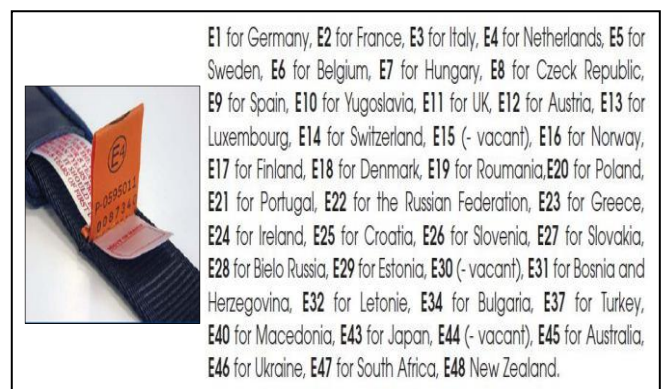 E1 for Germany, E2 for France, E3 for Italy, E4 for Netherlands, E5 for
Sweden, E6 for Belgium, E7 for Hungary, E8 for Czeck Republic,
E9 for Spain, E10 for Yugoslavia, E11 for UK, E12 for Austria, E13 for
Luxembourg, E14 for Switzerland, E15 (- vacant), E16 for Norway,
E17 for Finland, E18 for Denmark, E19 for Roumania,E20 for Poland,
E21 for Portugal, E22 for the Russian Federation, E23 for Greece,
E24 for Ireland, E25 for Croatia, E26 for Slovenia, E27 for Slovakia,
E28 for Bielo Russia, E29 for Estonia, E30 (- vacant), E31 for Bosnia and
Herzegovina, E32 for Letonie, E34 for Bulgaria, E37 for Turkey,
E40 for Macedonia, E43 for Japan, E44 (- vacant), E45 for Australia,
E46 for Ukraine, E47 for South Africa, E48 New Zealand.
E4
P-0595011
0087340